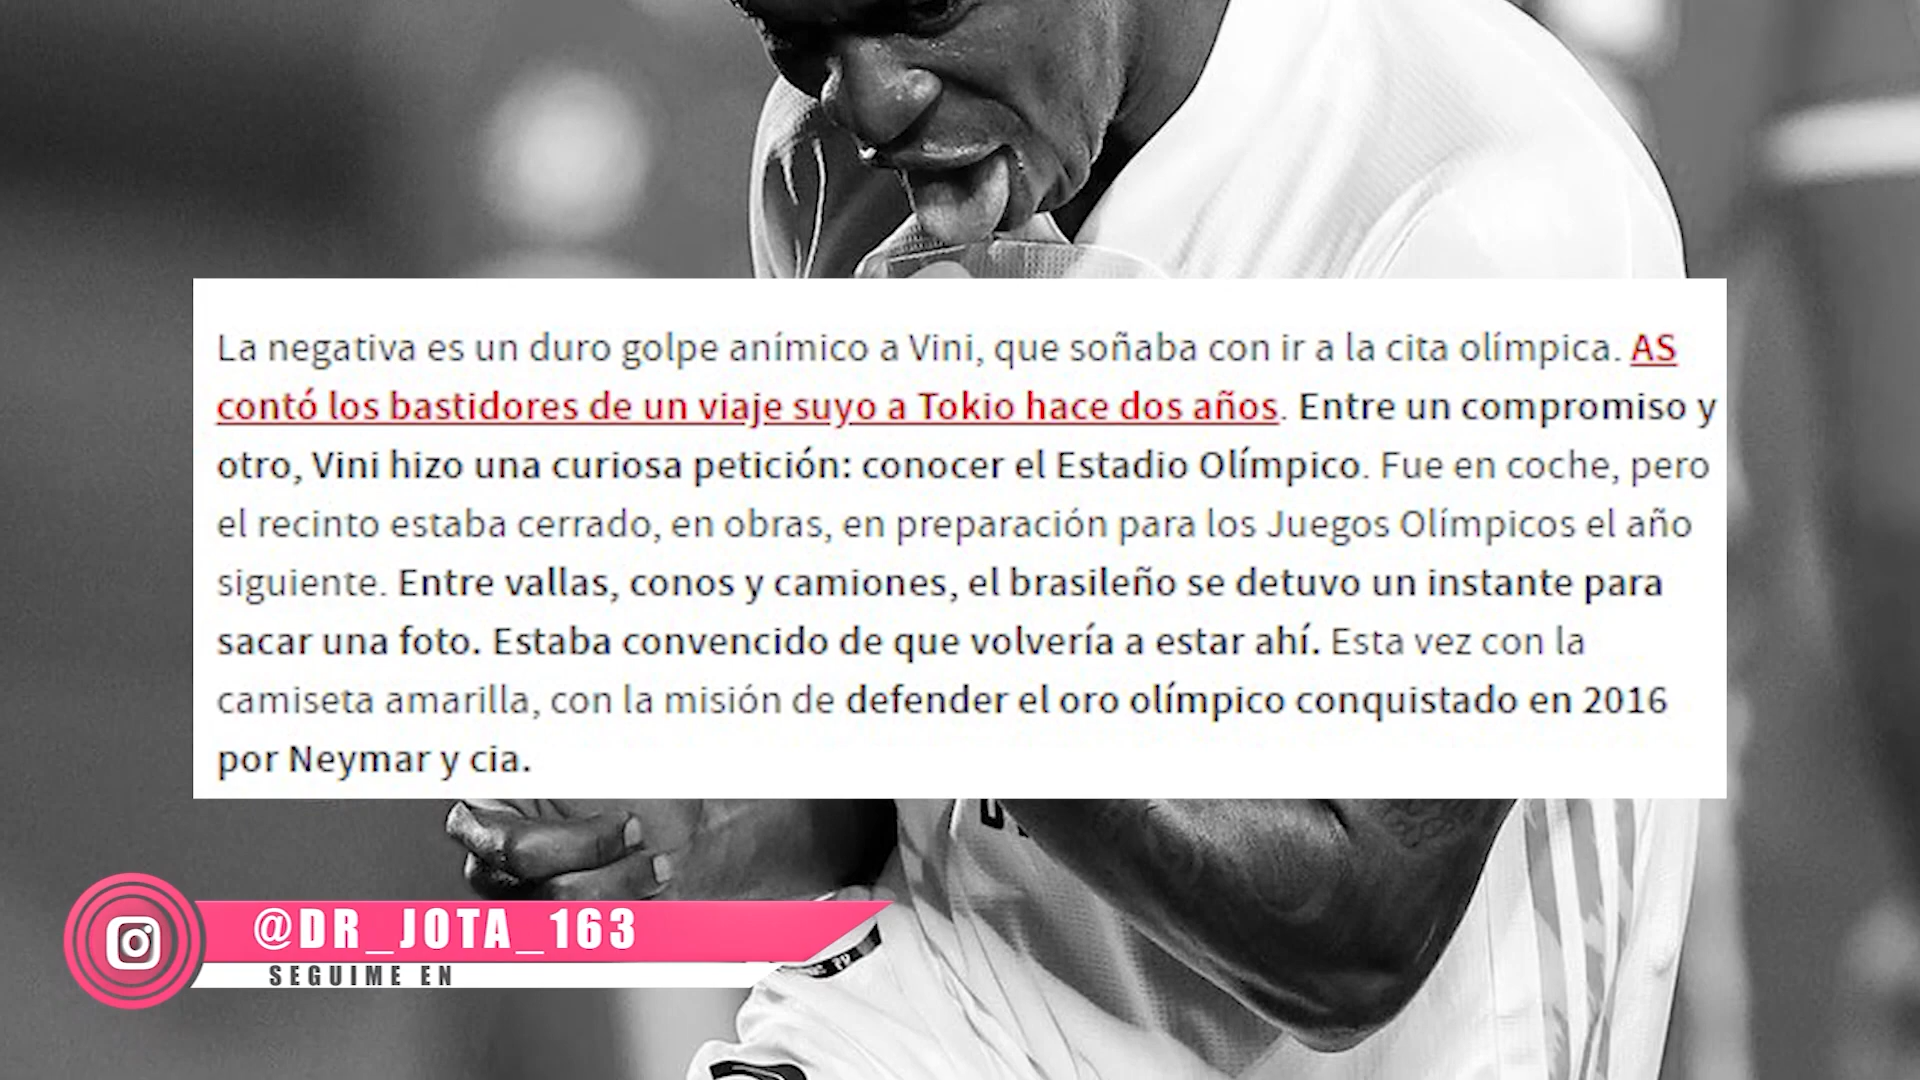 La negativa es un duro golpe anímico a Vini, que soñaba con ir a la cita olímpica. AS
contó los bastidores de un viaje suyo a Tokio hace dos años. Entre un compromiso y
otro, Vini hizo una curiosa petición: conocer el Estadio Olímpico. Fue en coche, pero
el recinto estaba cerrado, en obras, en preparación para los Juegos Olímpicos el año
siguiente. Entre vallas, conos y camiones, el brasileño se detuvo un instante para
sacar una foto. Estaba convencido de que volvería a estar ahí. Esta vez con la
camiseta amarilla, con la misión de defender el oro olímpico conquistado en 2016
por Neymar y cia.
@DR_JOTA_163
SEGUIME EN